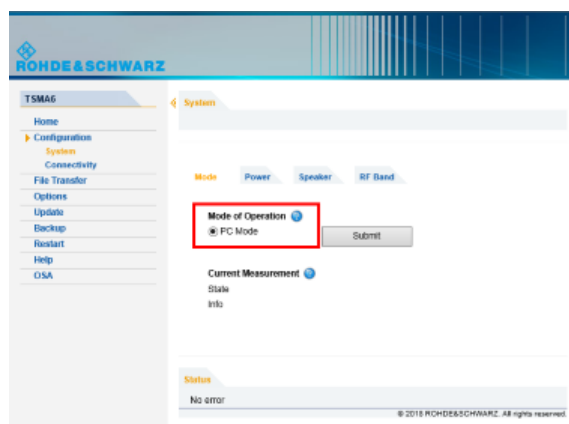 ROHDE&SCHWARZ
TSMA6
Home
Configuration
System
Connectivity
File Transfer
Options
Update
Backup
Restart
Help
OSA
System
Mode Power Speaker RF Band
Mode of Operation
PC Mode
Submit
Current Measurement
State
Info
Status
No error
© 2018 ROHDE&SCHWARZ. All rights reserved.